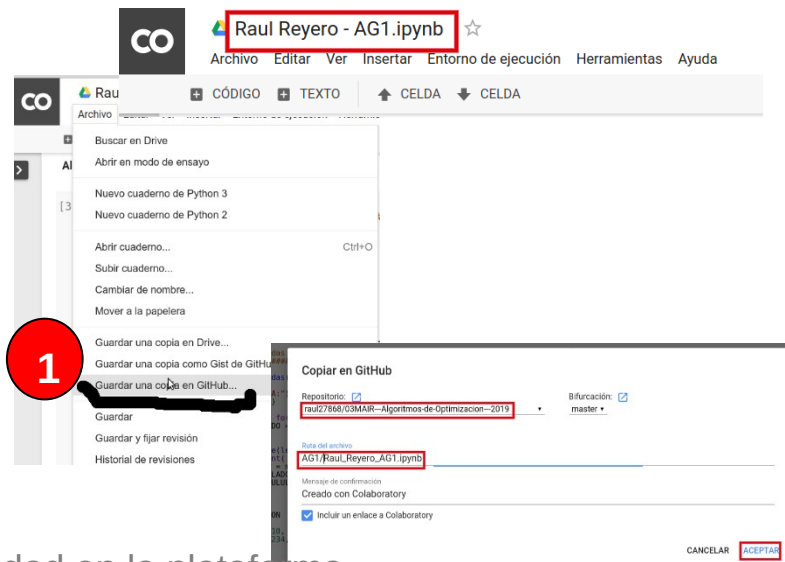 CO
Raul Reyero - AG1.ipynb
Archivo Editar Ver Insertar Entorno de ejecución Herramientas Ayuda
CÓDIGO TEXTO CELDA CELDA
CO
Rau
Archivo
Buscar en Drive
Abrir en modo de ensayo
Nuevo cuaderno de Python 3
Nuevo cuaderno de Python 2
Abrir cuaderno... Ctrl+O
Subir cuaderno...
Cambiar de nombre...
Mover a la papelera
Guardar una copia en Drive...
Guardar una copia como Gist de GitHu
1
Guardar una copia en GitHub...
Guardar
Guardar y fijar revisión
Historial de revisiones
Copiar en GitHub
Repositorio: Bifurcación:
raul27868/03MAIR---Algoritmos-de-Optimizacion---2019 master
Ruta del archivo
AG1/Raul_Reyero_AG1.ipynb
Mensaje de confirmación
Creado con Colaboratory
Incluir un enlace a Colaboratory
CANCELAR ACEPTAR